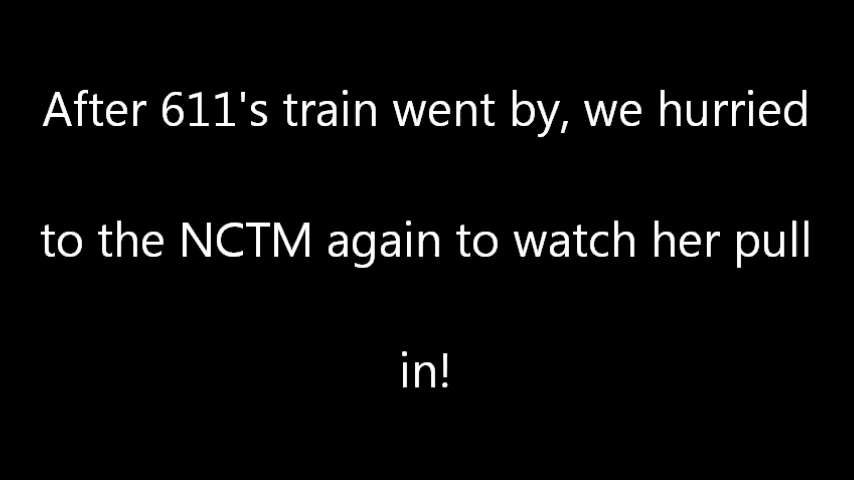 After 611's train went by, we hurried
to the NCTM again to watch her pull
in!